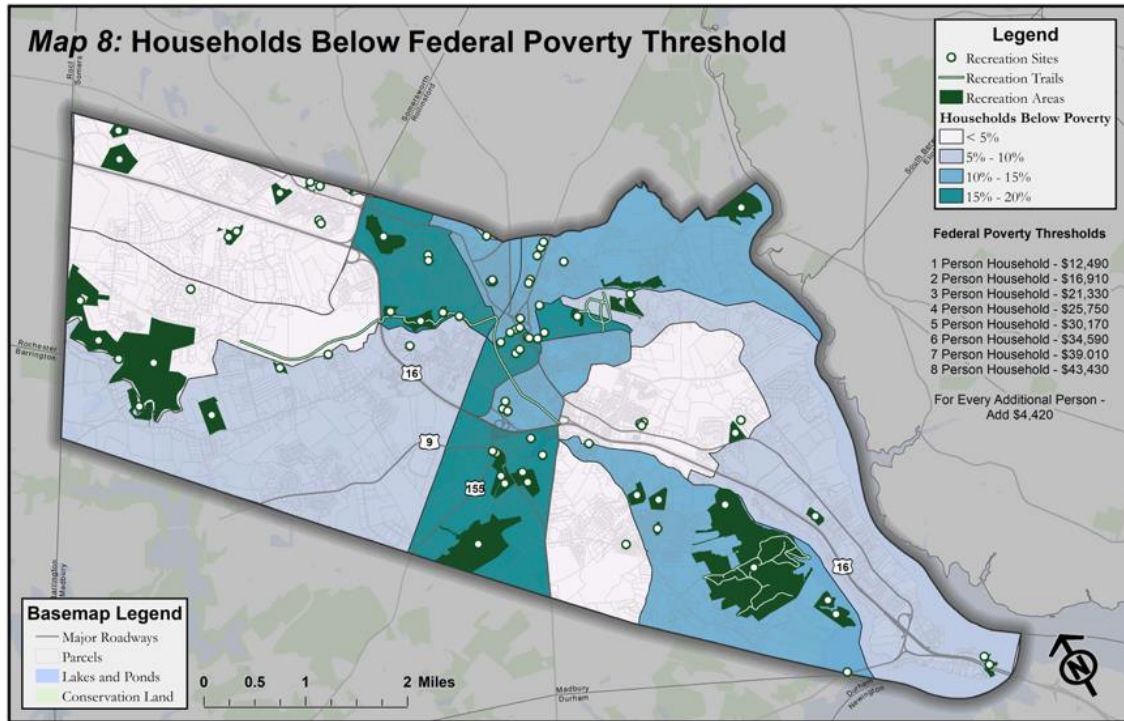 Map 8: Households Below Federal Poverty Threshold
Legend
Recreation Sites
Recreation Trails
Recreation Areas
Households Below Poverty
< 5%
5% - 10%
10% - 15%
15% - 20%
Federal Poverty Thresholds
1 Person Household - $12,490
2 Person Household - $16,910
3 Person Household - $21,330
4 Person Household - $25,750
5 Person Household - $30,170
6 Person Household - $34,590
7 Person Household - $39.010
8 Person Household - $43,430
For Every Additional Person -
Add $4,420
Somersworth
Rollinsford
Rochester
Barrington
16
9
155
16
Madbury
Madbury
Durham
Durham
Newington
Basemap Legend
Major Roadways
Parcels
Lakes and Ponds
Conservation Land
0 0.5 1 2 Miles
N